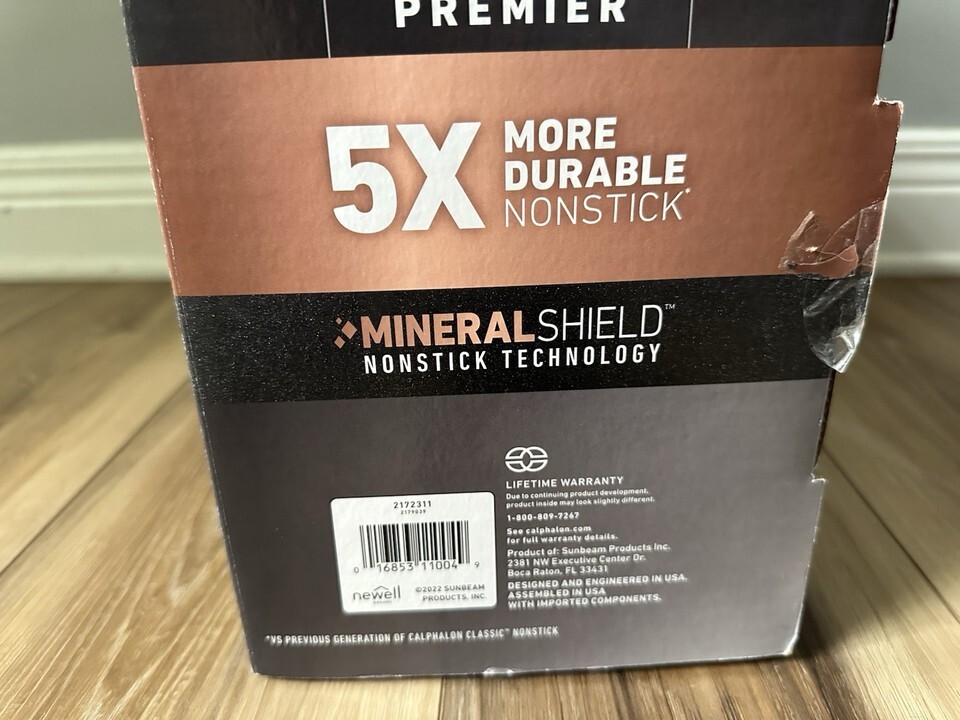 PREMIER
5X MORE
DURABLE
NONSTICK*
MINERALSHIELD™
NONSTICK TECHNOLOGY
LIFETIME WARRANTY
Due to continuing product development,
product inside may look slightly different.
1-800-809-7267
See calphalon.com
for full warranty details.
Product of: Sunbeam Products Inc.
2381 NW Executive Center Dr.
Boca Raton, FL 33431
DESIGNED AND ENGINEERED IN USA.
ASSEMBLED IN USA
WITH IMPORTED COMPONENTS.
2172311
2179039
0 16853 11004 9
newell
©2022 SUNBEAM
PRODUCTS, INC.
*VS PREVIOUS GENERATION OF CALPHALON CLASSIC™ NONSTICK